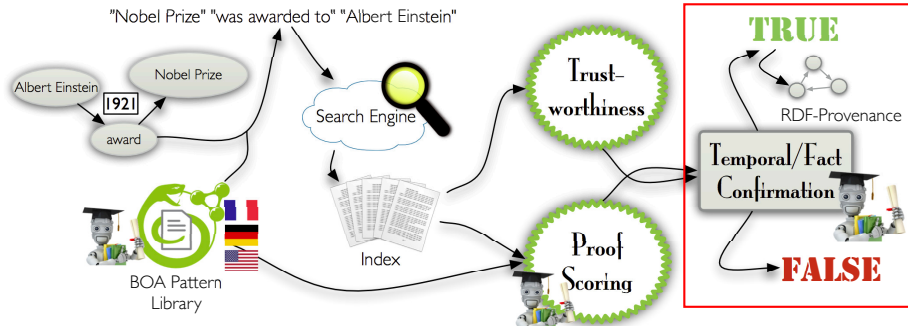 "Nobel Prize" "was awarded to" "Albert Einstein"
Albert Einstein
Nobel Prize
1921
award
BOA Pattern
Library
Search Engine
Index
Trust-
worthiness
Proof
Scoring
TRUE
RDF-Provenance
Temporal/Fact
Confirmation
FALSE